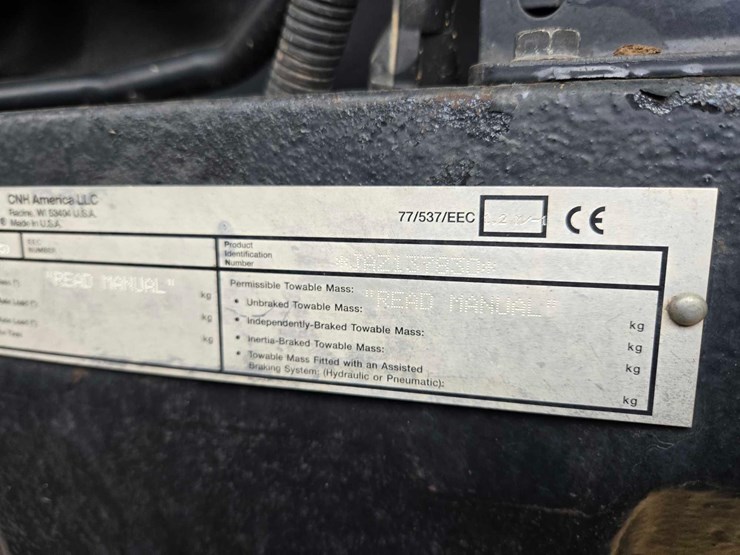 CNH America LLC
Racine, WI 53404 U.S.A.
® Made in U.S.A.
77/537/EEC
CE
NUMBER
Product
Identification
Number
*JAZ137830*
"READ MANUAL"
kg
kg
kg
Permissible Towable Mass:
"READ MANUAL"
• Unbraked Towable Mass: kg
• Independently-Braked Towable Mass: kg
• Inertia-Braked Towable Mass: kg
• Towable Mass Fitted with an Assisted
Braking System: (Hydraulic or Pneumatic): kg